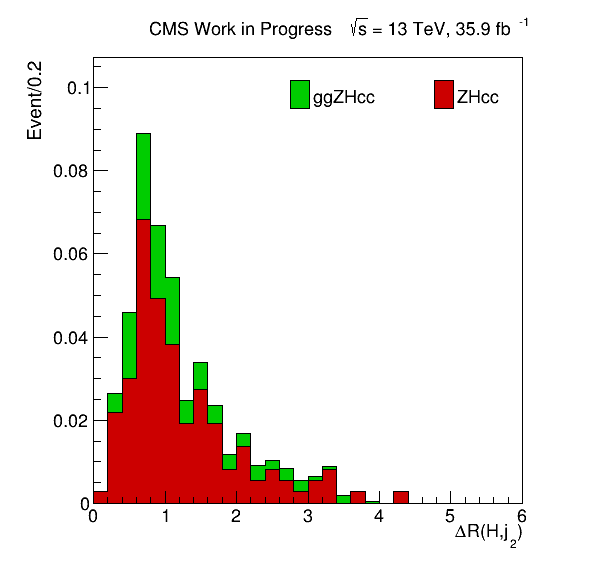 CMS Work in Progress √s = 13 TeV, 35.9 fb -1
Event/0.2
ggZHcc ZHcc
0.1
0.08
0.06
0.04
0.02
0
0 1 2 3 4 5 6
ΔR(H,j2)